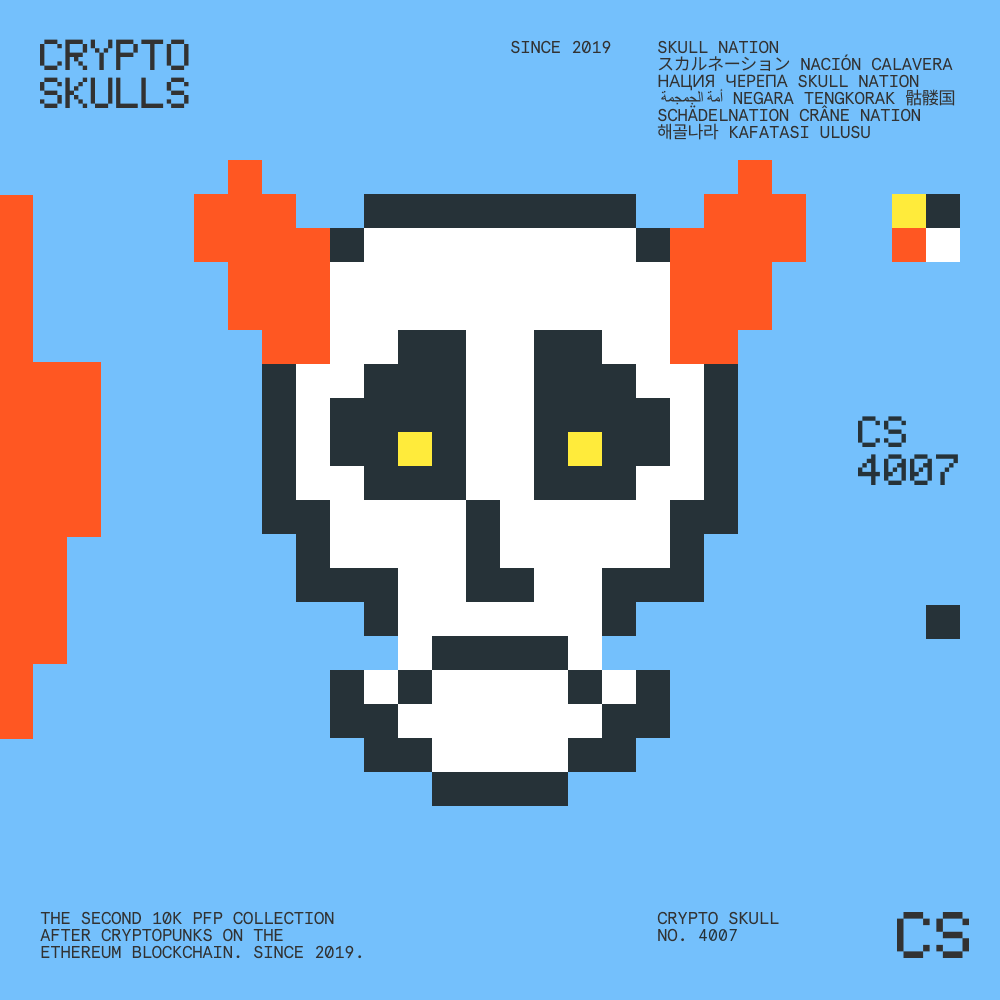 CRYPTO
SKULLS
SINCE 2019
SKULL NATION
スカルネーション NACIÓN CALAVERA
НАЦИЯ ЧЕРЕПА SKULL NATION
أمة الجمجمة NEGARA TENGKORAK 骷髅国
SCHÄDELNATION CRÂNE NATION
해골나라 KAFATASI ULUSU
CS
4007
THE SECOND 10K PFP COLLECTION
AFTER CRYPTOPUNKS ON THE
ETHEREUM BLOCKCHAIN. SINCE 2019.
CRYPTO SKULL
NO. 4007
CS